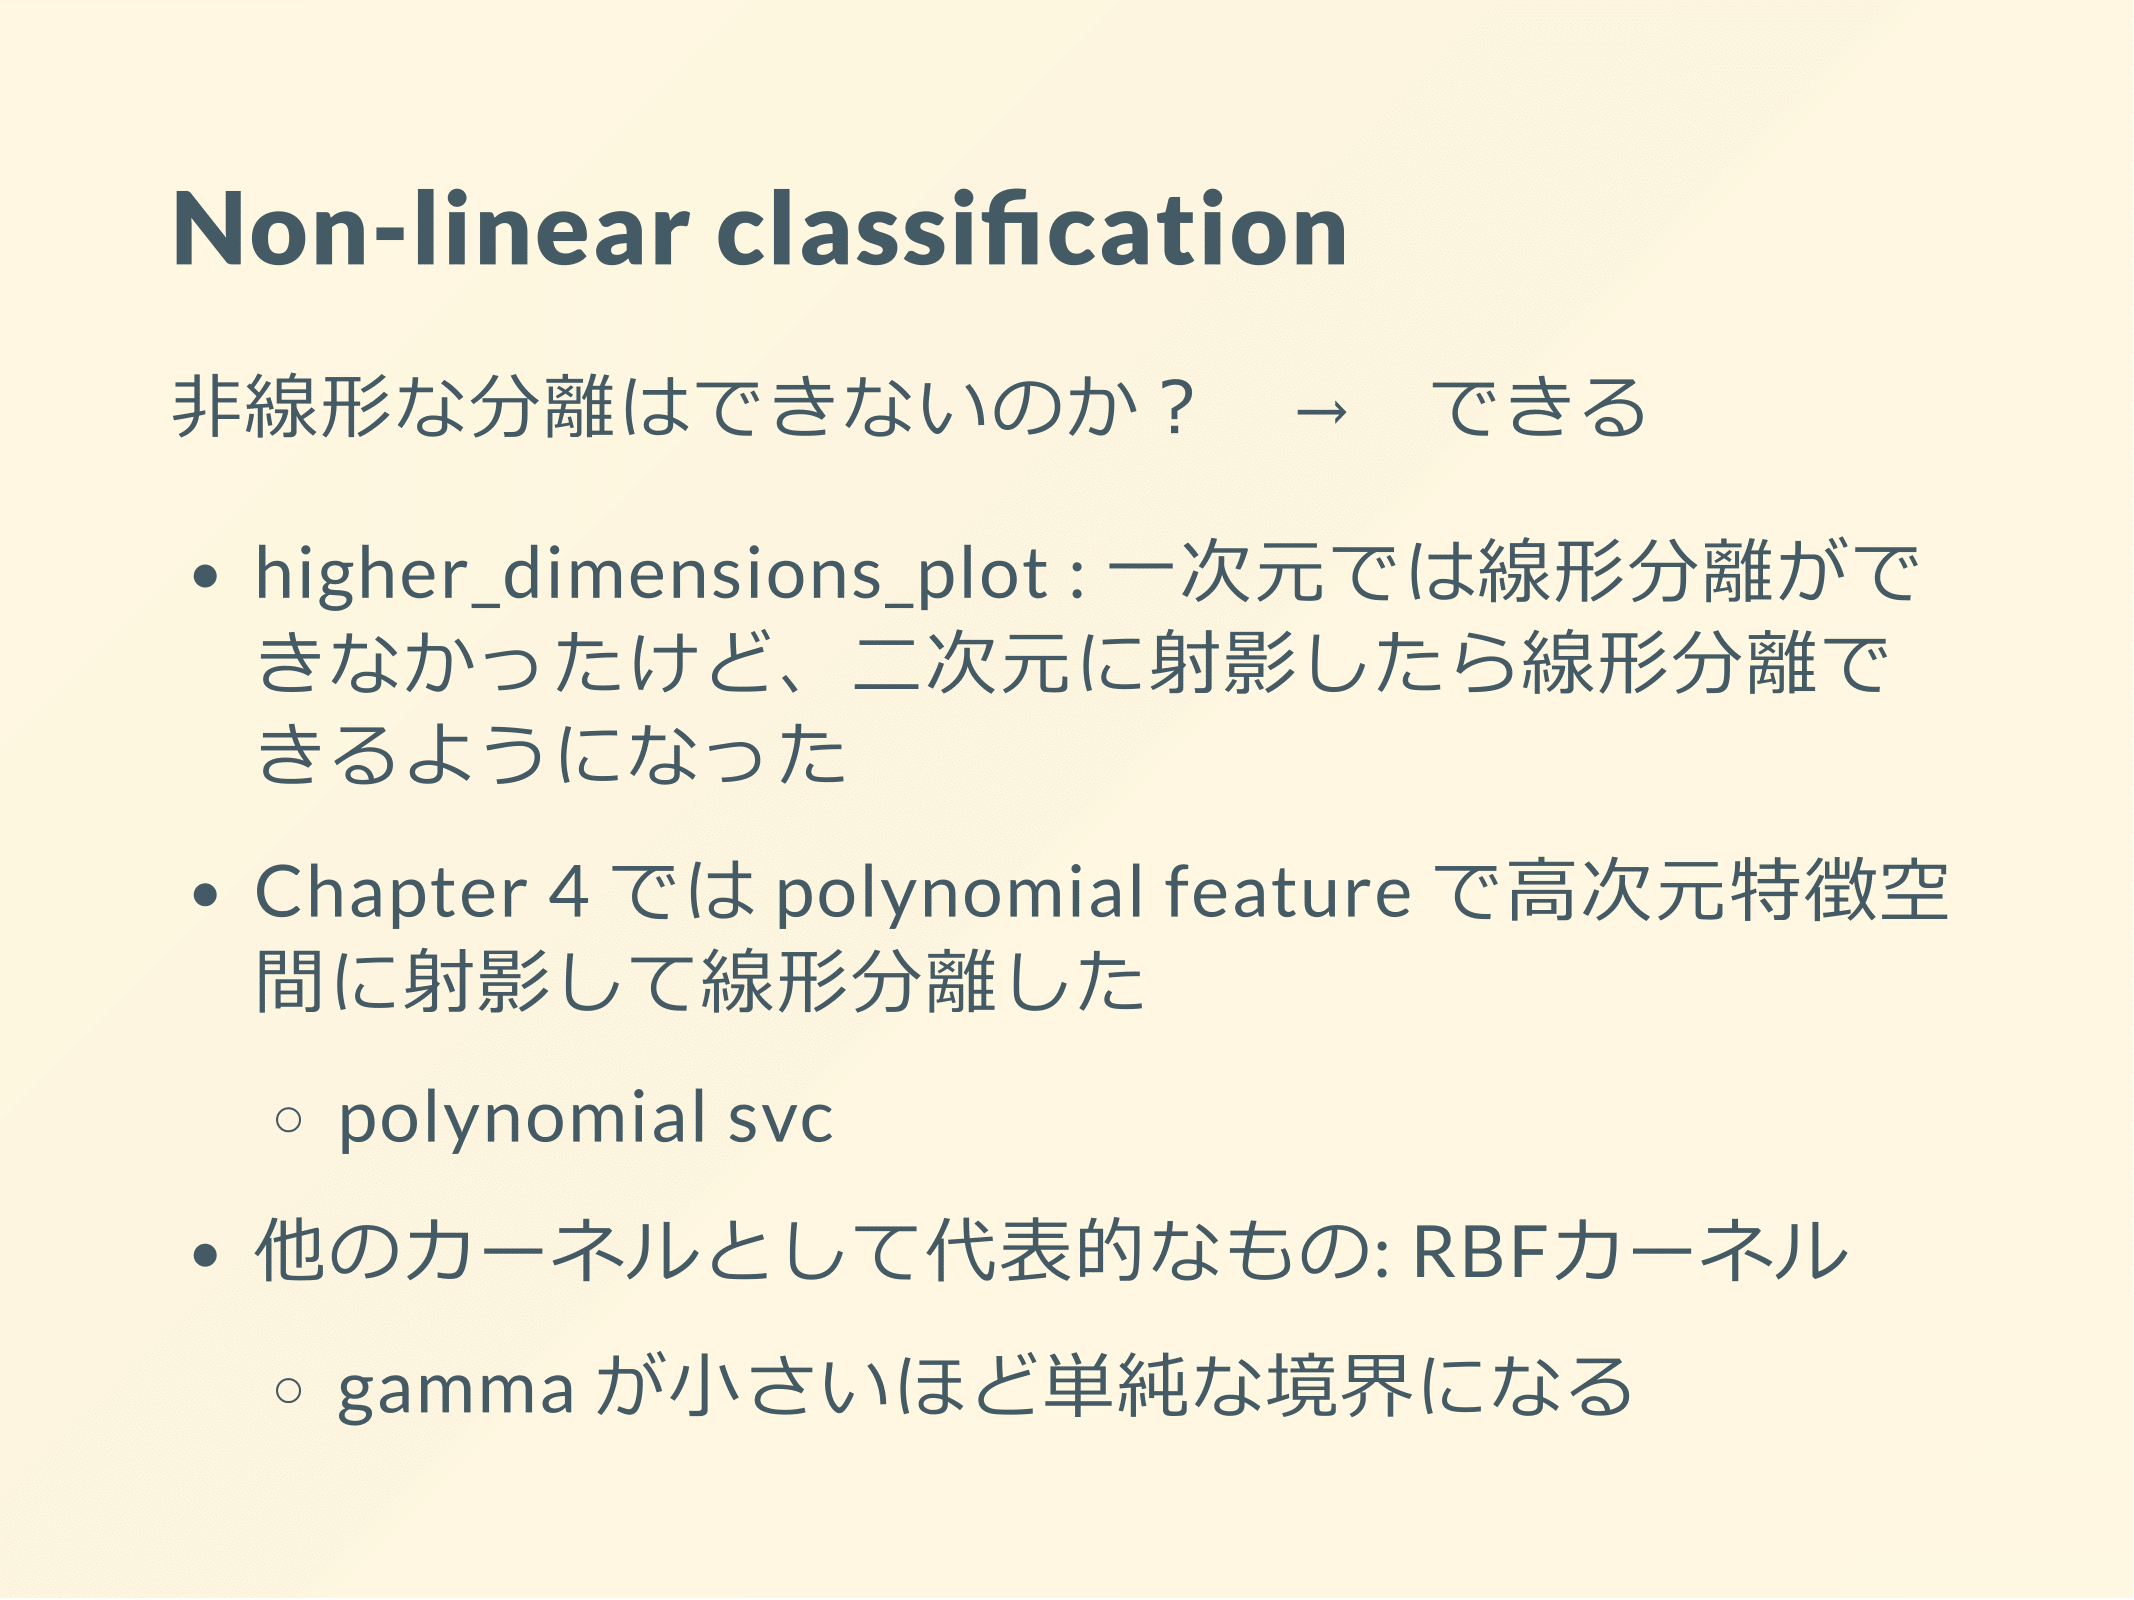 Non-linear classification
非線形な分離はできないのか？　→　できる
• higher_dimensions_plot : 一次元では線形分離がで
きなかったけど、二次元に射影したら線形分離で
きるようになった
• Chapter 4 では polynomial feature で高次元特徴空
間に射影して線形分離した
○ polynomial svc
• 他のカーネルとして代表的なもの: RBFカーネル
○ gamma が小さいほど単純な境界になる